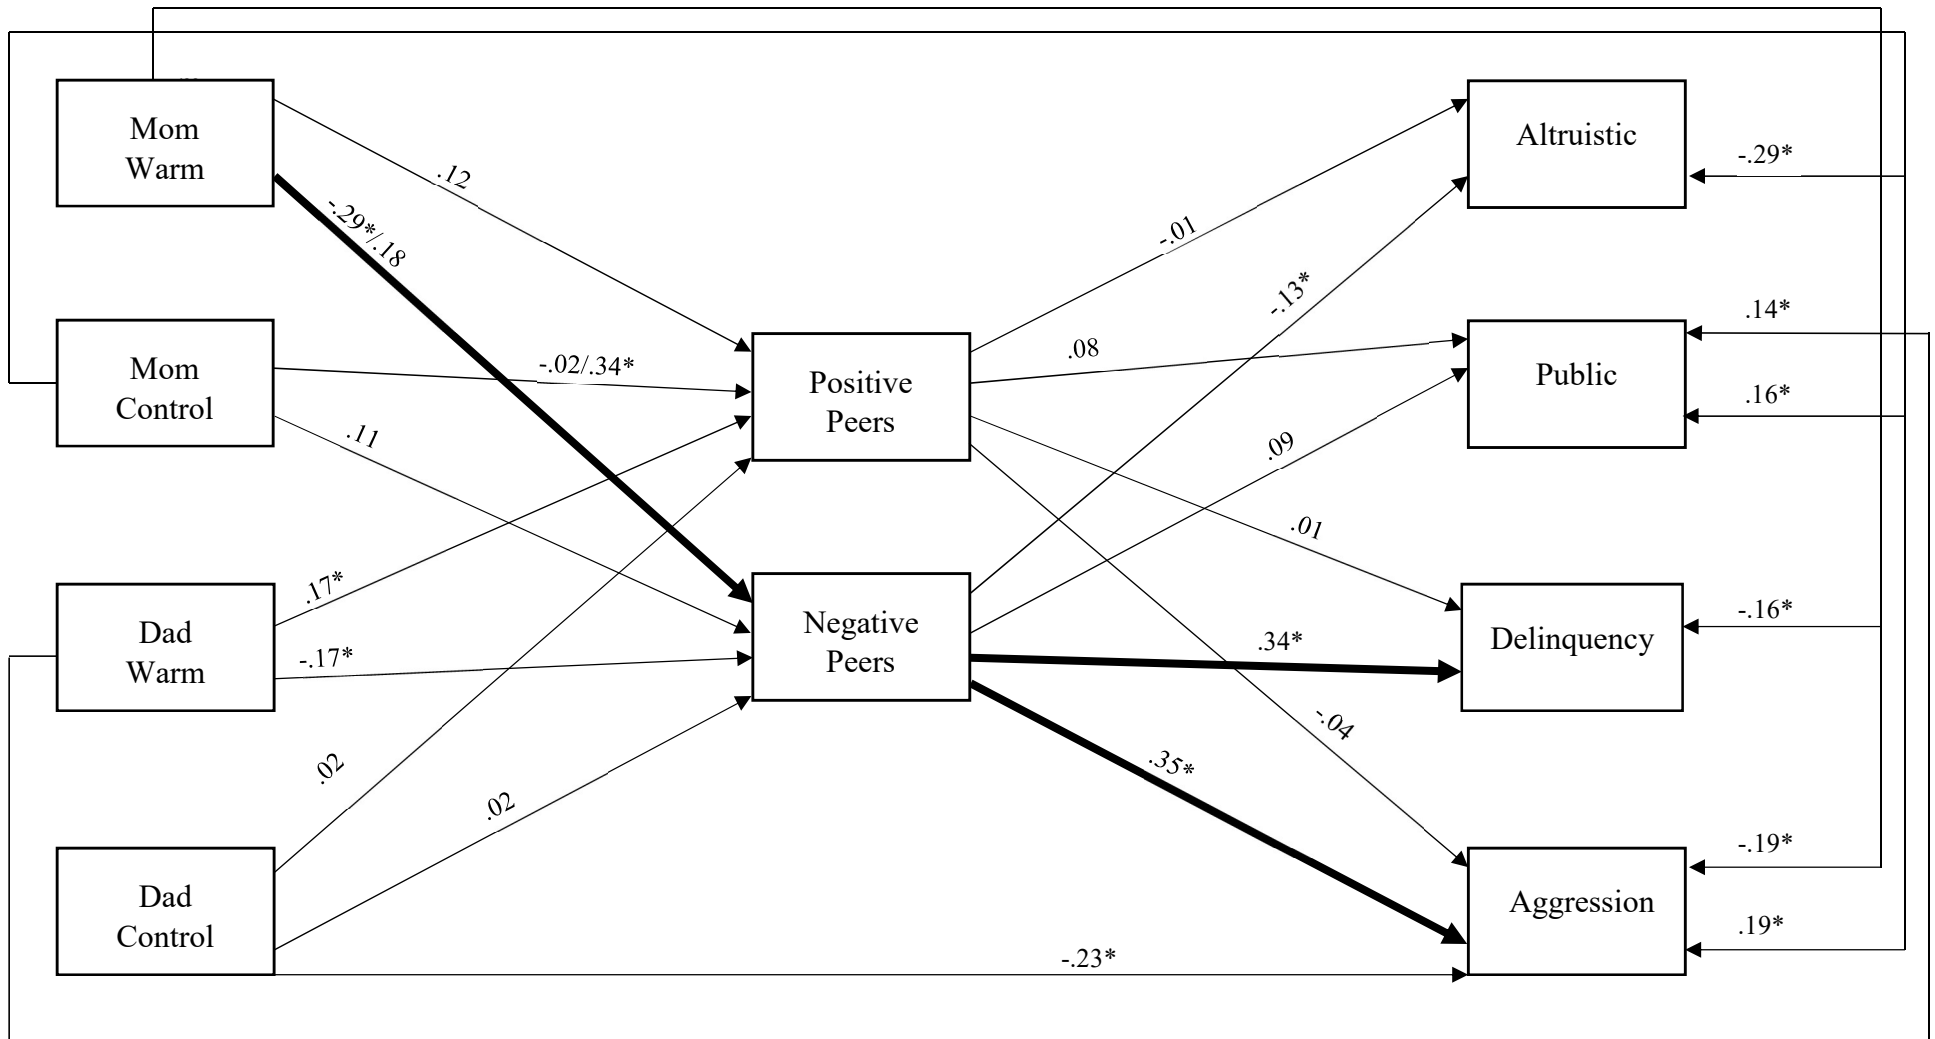 Mom
Warm
Mom
Control
Dad
Warm
Dad
Control
.12
-.29*/.18
-.02/.34*
.11
.17*
-.17*
.02
.02
Positive
Peers
Negative
Peers
-.01
-.13*
.08
.09
.01
.34*
-.04
.35*
-.23*
Altruistic
Public
Delinquency
Aggression
-.29*
.14*
.16*
-.16*
-.19*
.19*